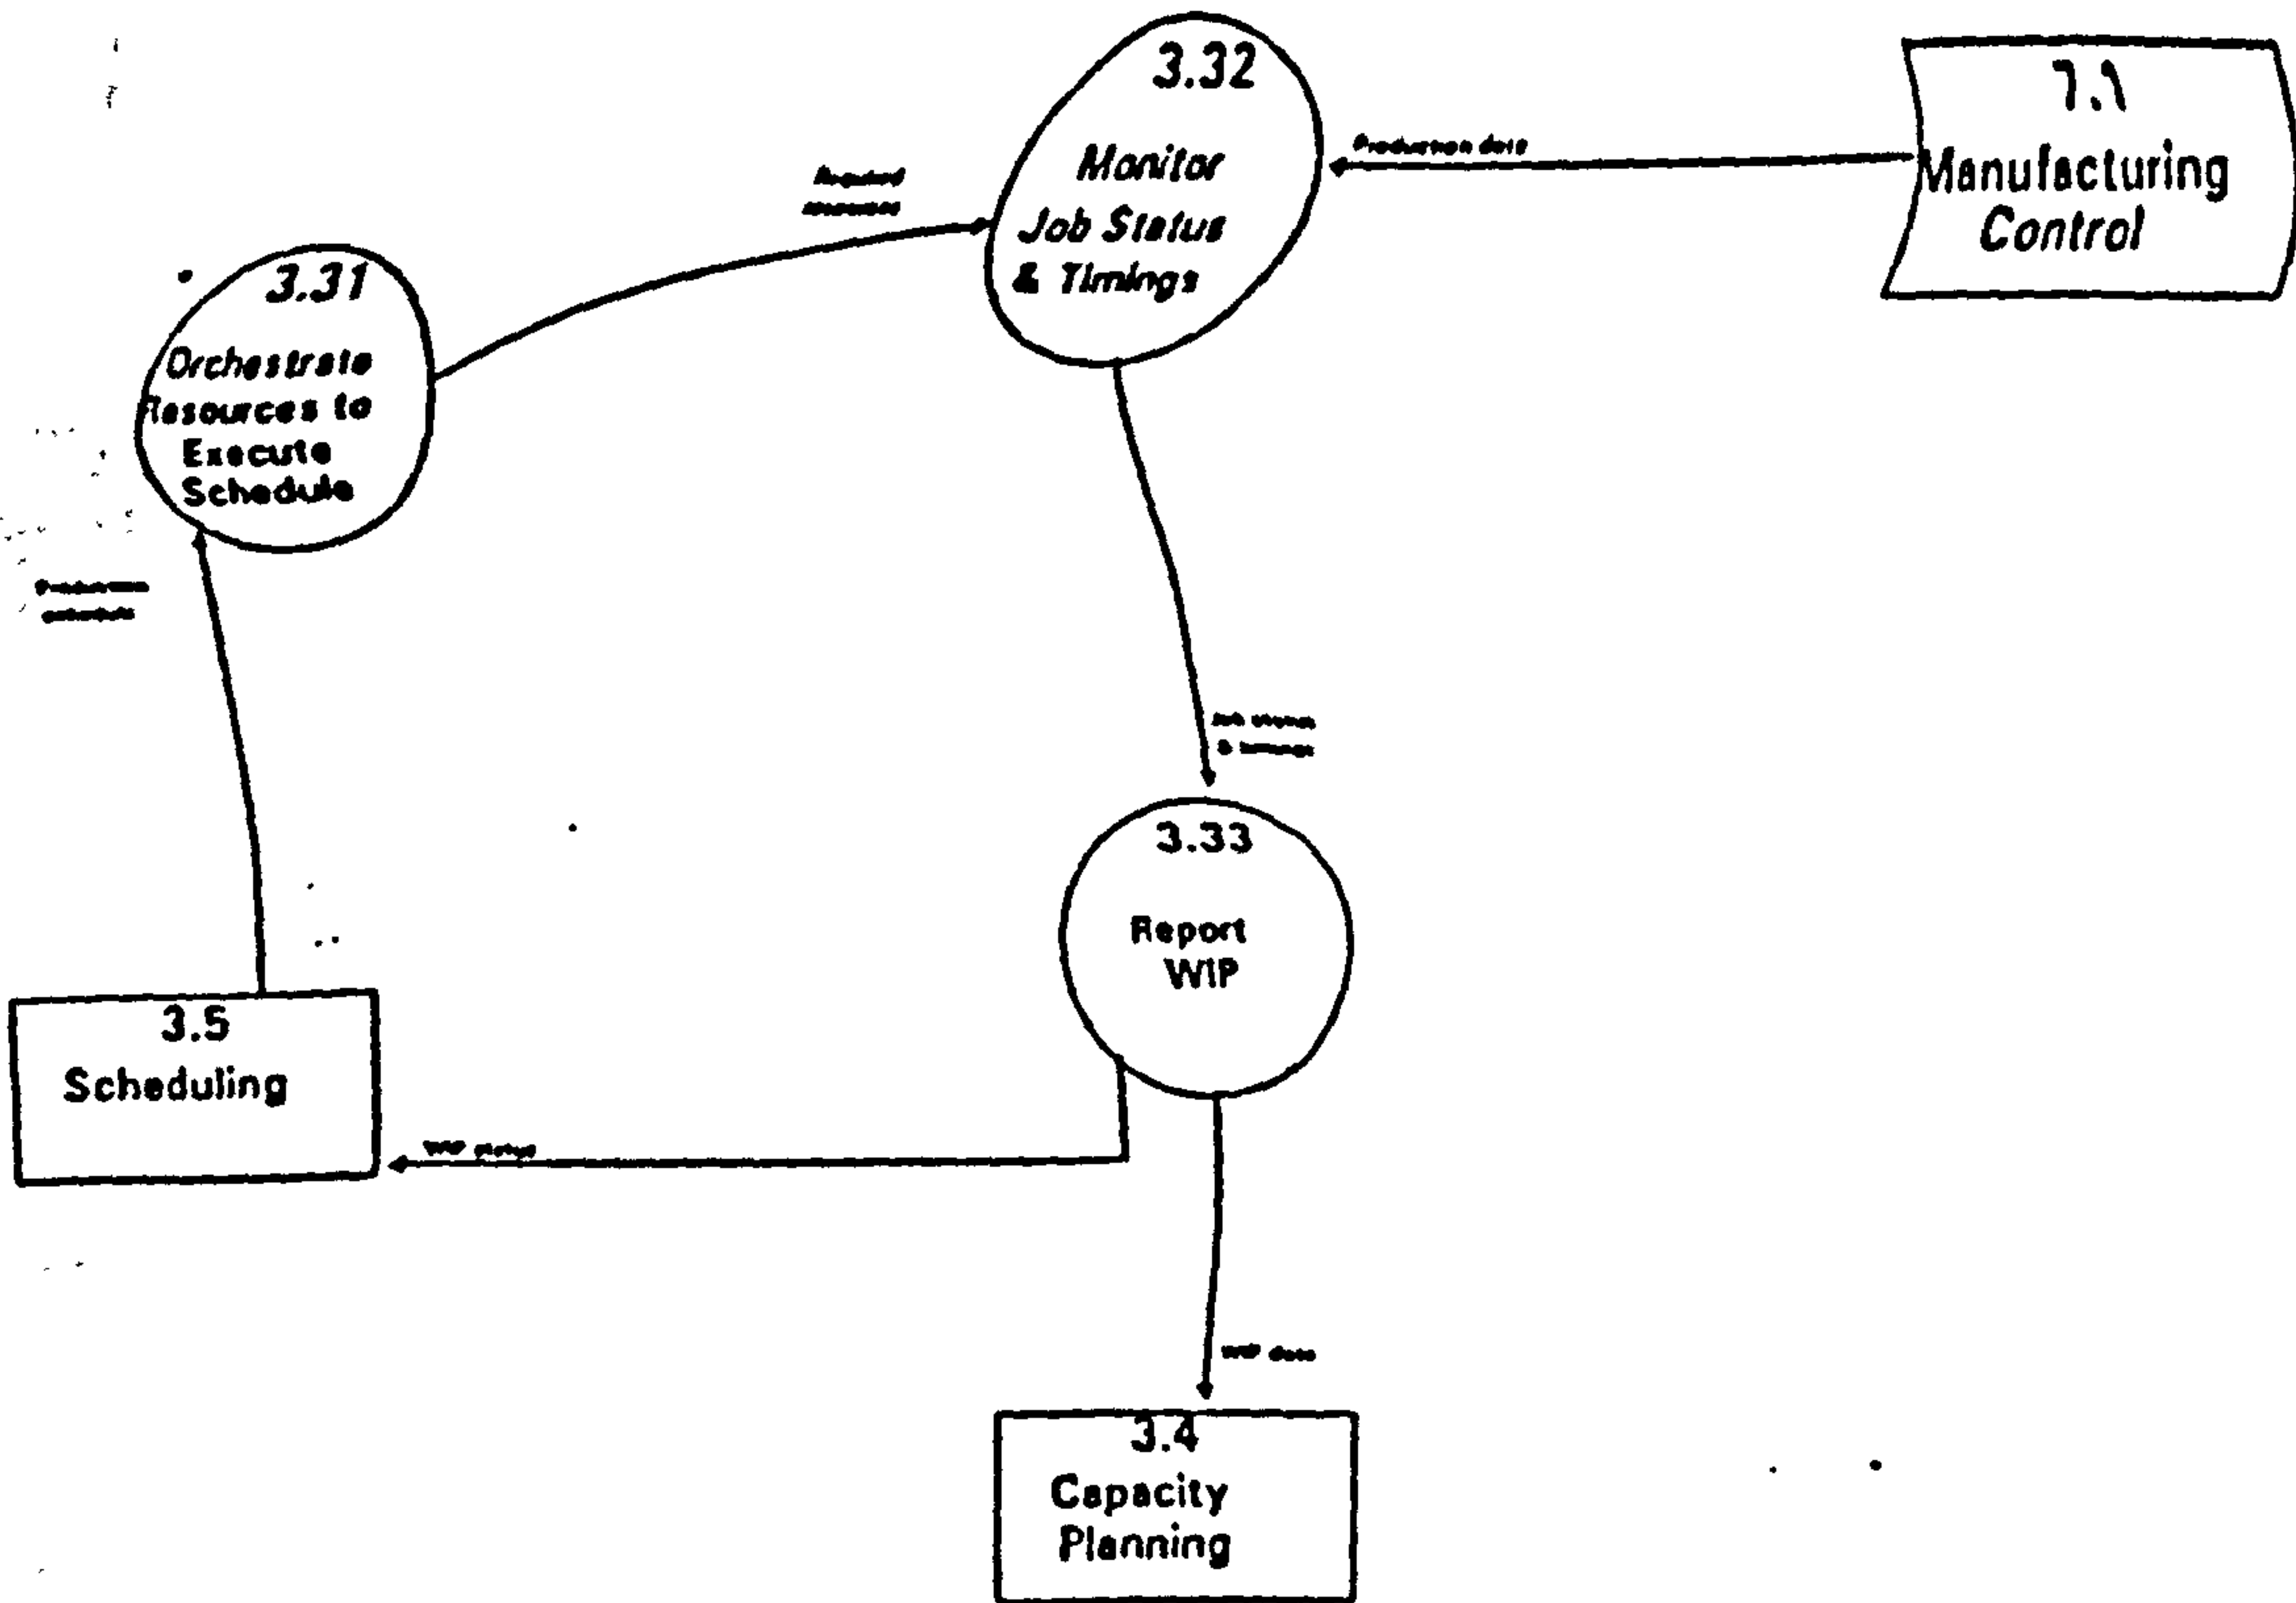 3.32
Monitor
Job Status
& Timings
7.1
Manufacturing
Control
Production data
Required
3.31
Orchestrate
Resources to
Execute
Schedule
Production
schedule
Job status
& timings
3.33
Report
WIP
3.5
Scheduling
WIP status
WIP data
3.4
Capacity
Planning